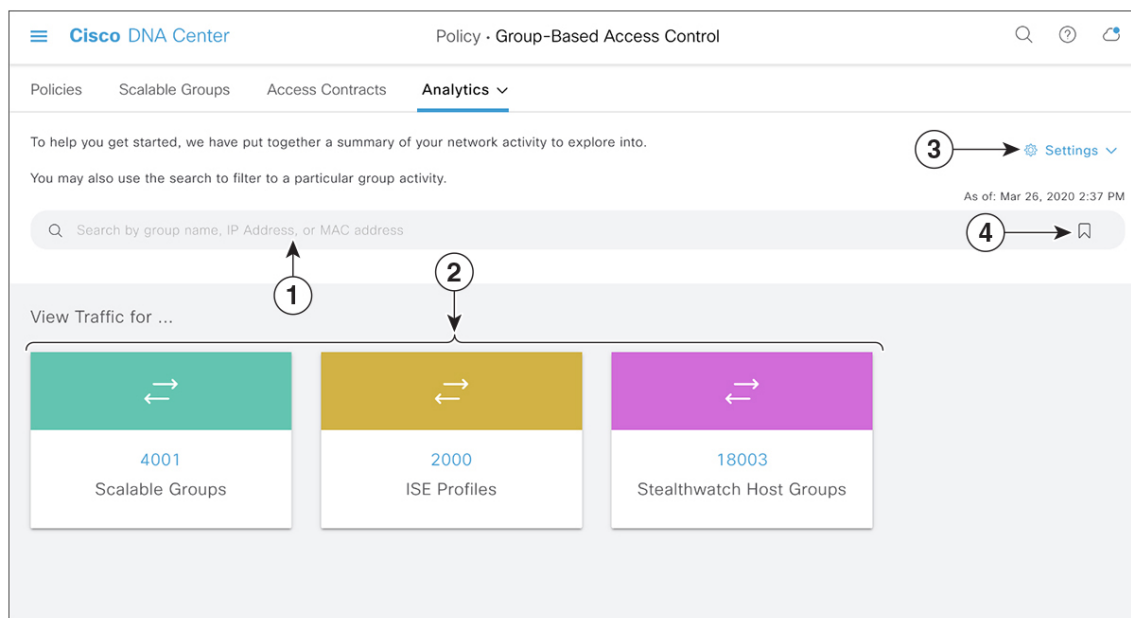 Cisco DNA Center
Policy · Group-Based Access Control
Policies Scalable Groups Access Contracts Analytics
To help you get started, we have put together a summary of your network activity to explore into.
3
Settings
You may also use the search to filter to a particular group activity.
As of: Mar 26, 2020 2:37 PM
Search by group name, IP Address, or MAC address
4
1
2
View Traffic for ...
4001
Scalable Groups
2000
ISE Profiles
18003
Stealthwatch Host Groups